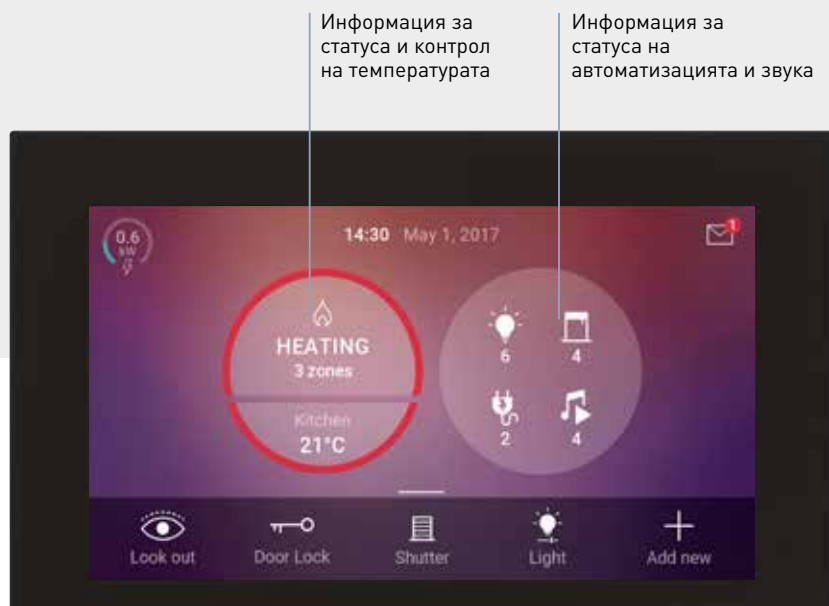 Информация за
статуса и контрол
на температурата
Информация за
статуса на
автоматизацията и звука
0.6
kW
14:30 May 1, 2017
1
HEATING
3 zones
Kitchen
21°C
6
4
2
4
Look out
Door Lock
Shutter
Light
Add new